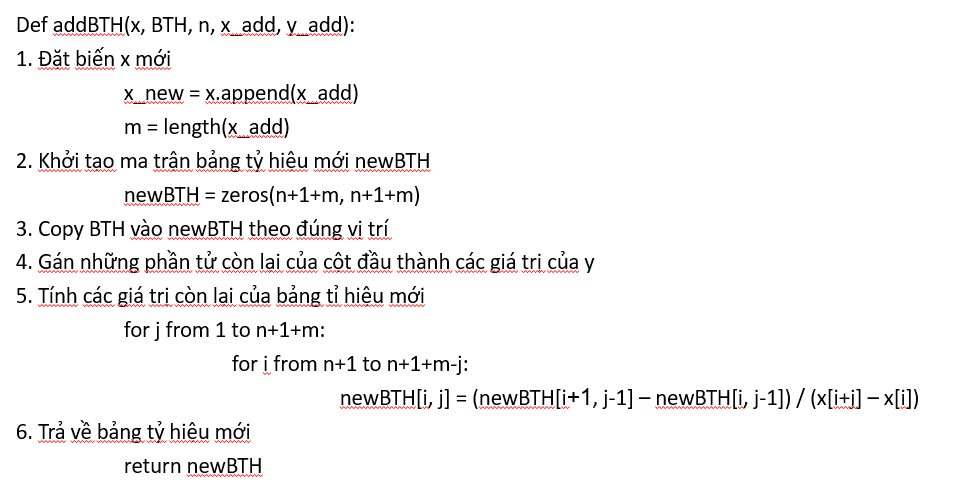 Def addBTH(x, BTH, n, x_add, y_add):
1. Đặt biến x mới
x_new = x.append(x_add)
m = length(x_add)
2. Khởi tạo ma trận bảng tỷ hiệu mới newBTH
newBTH = zeros(n+1+m, n+1+m)
3. Copy BTH vào newBTH theo đúng vị trí
4. Gán những phần tử còn lại của cột đầu thành các giá trị của y
5. Tính các giá trị còn lại của bảng tỉ hiệu mới
for j from 1 to n+1+m:
for i from n+1 to n+1+m-j:
newBTH[i, j] = (newBTH[i+1, j-1] – newBTH[i, j-1]) / (x[i+j] – x[i])
6. Trả về bảng tỷ hiệu mới
return newBTH